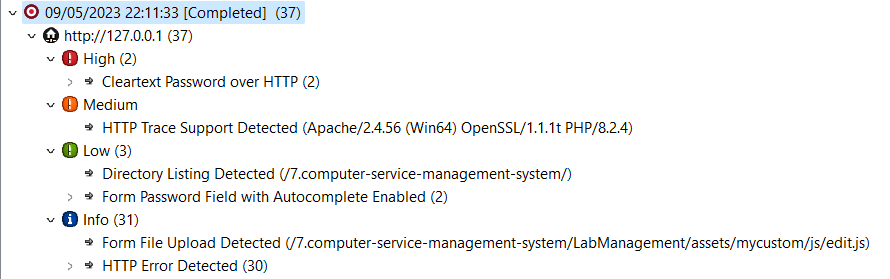 09/05/2023 22:11:33 [Completed] (37)
http://127.0.0.1 (37)
High (2)
Cleartext Password over HTTP (2)
Medium
HTTP Trace Support Detected (Apache/2.4.56 (Win64) OpenSSL/1.1.1t PHP/8.2.4)
Low (3)
Directory Listing Detected (/7.computer-service-management-system/)
Form Password Field with Autocomplete Enabled (2)
Info (31)
Form File Upload Detected (/7.computer-service-management-system/LabManagement/assets/mycustom/js/edit.js)
HTTP Error Detected (30)